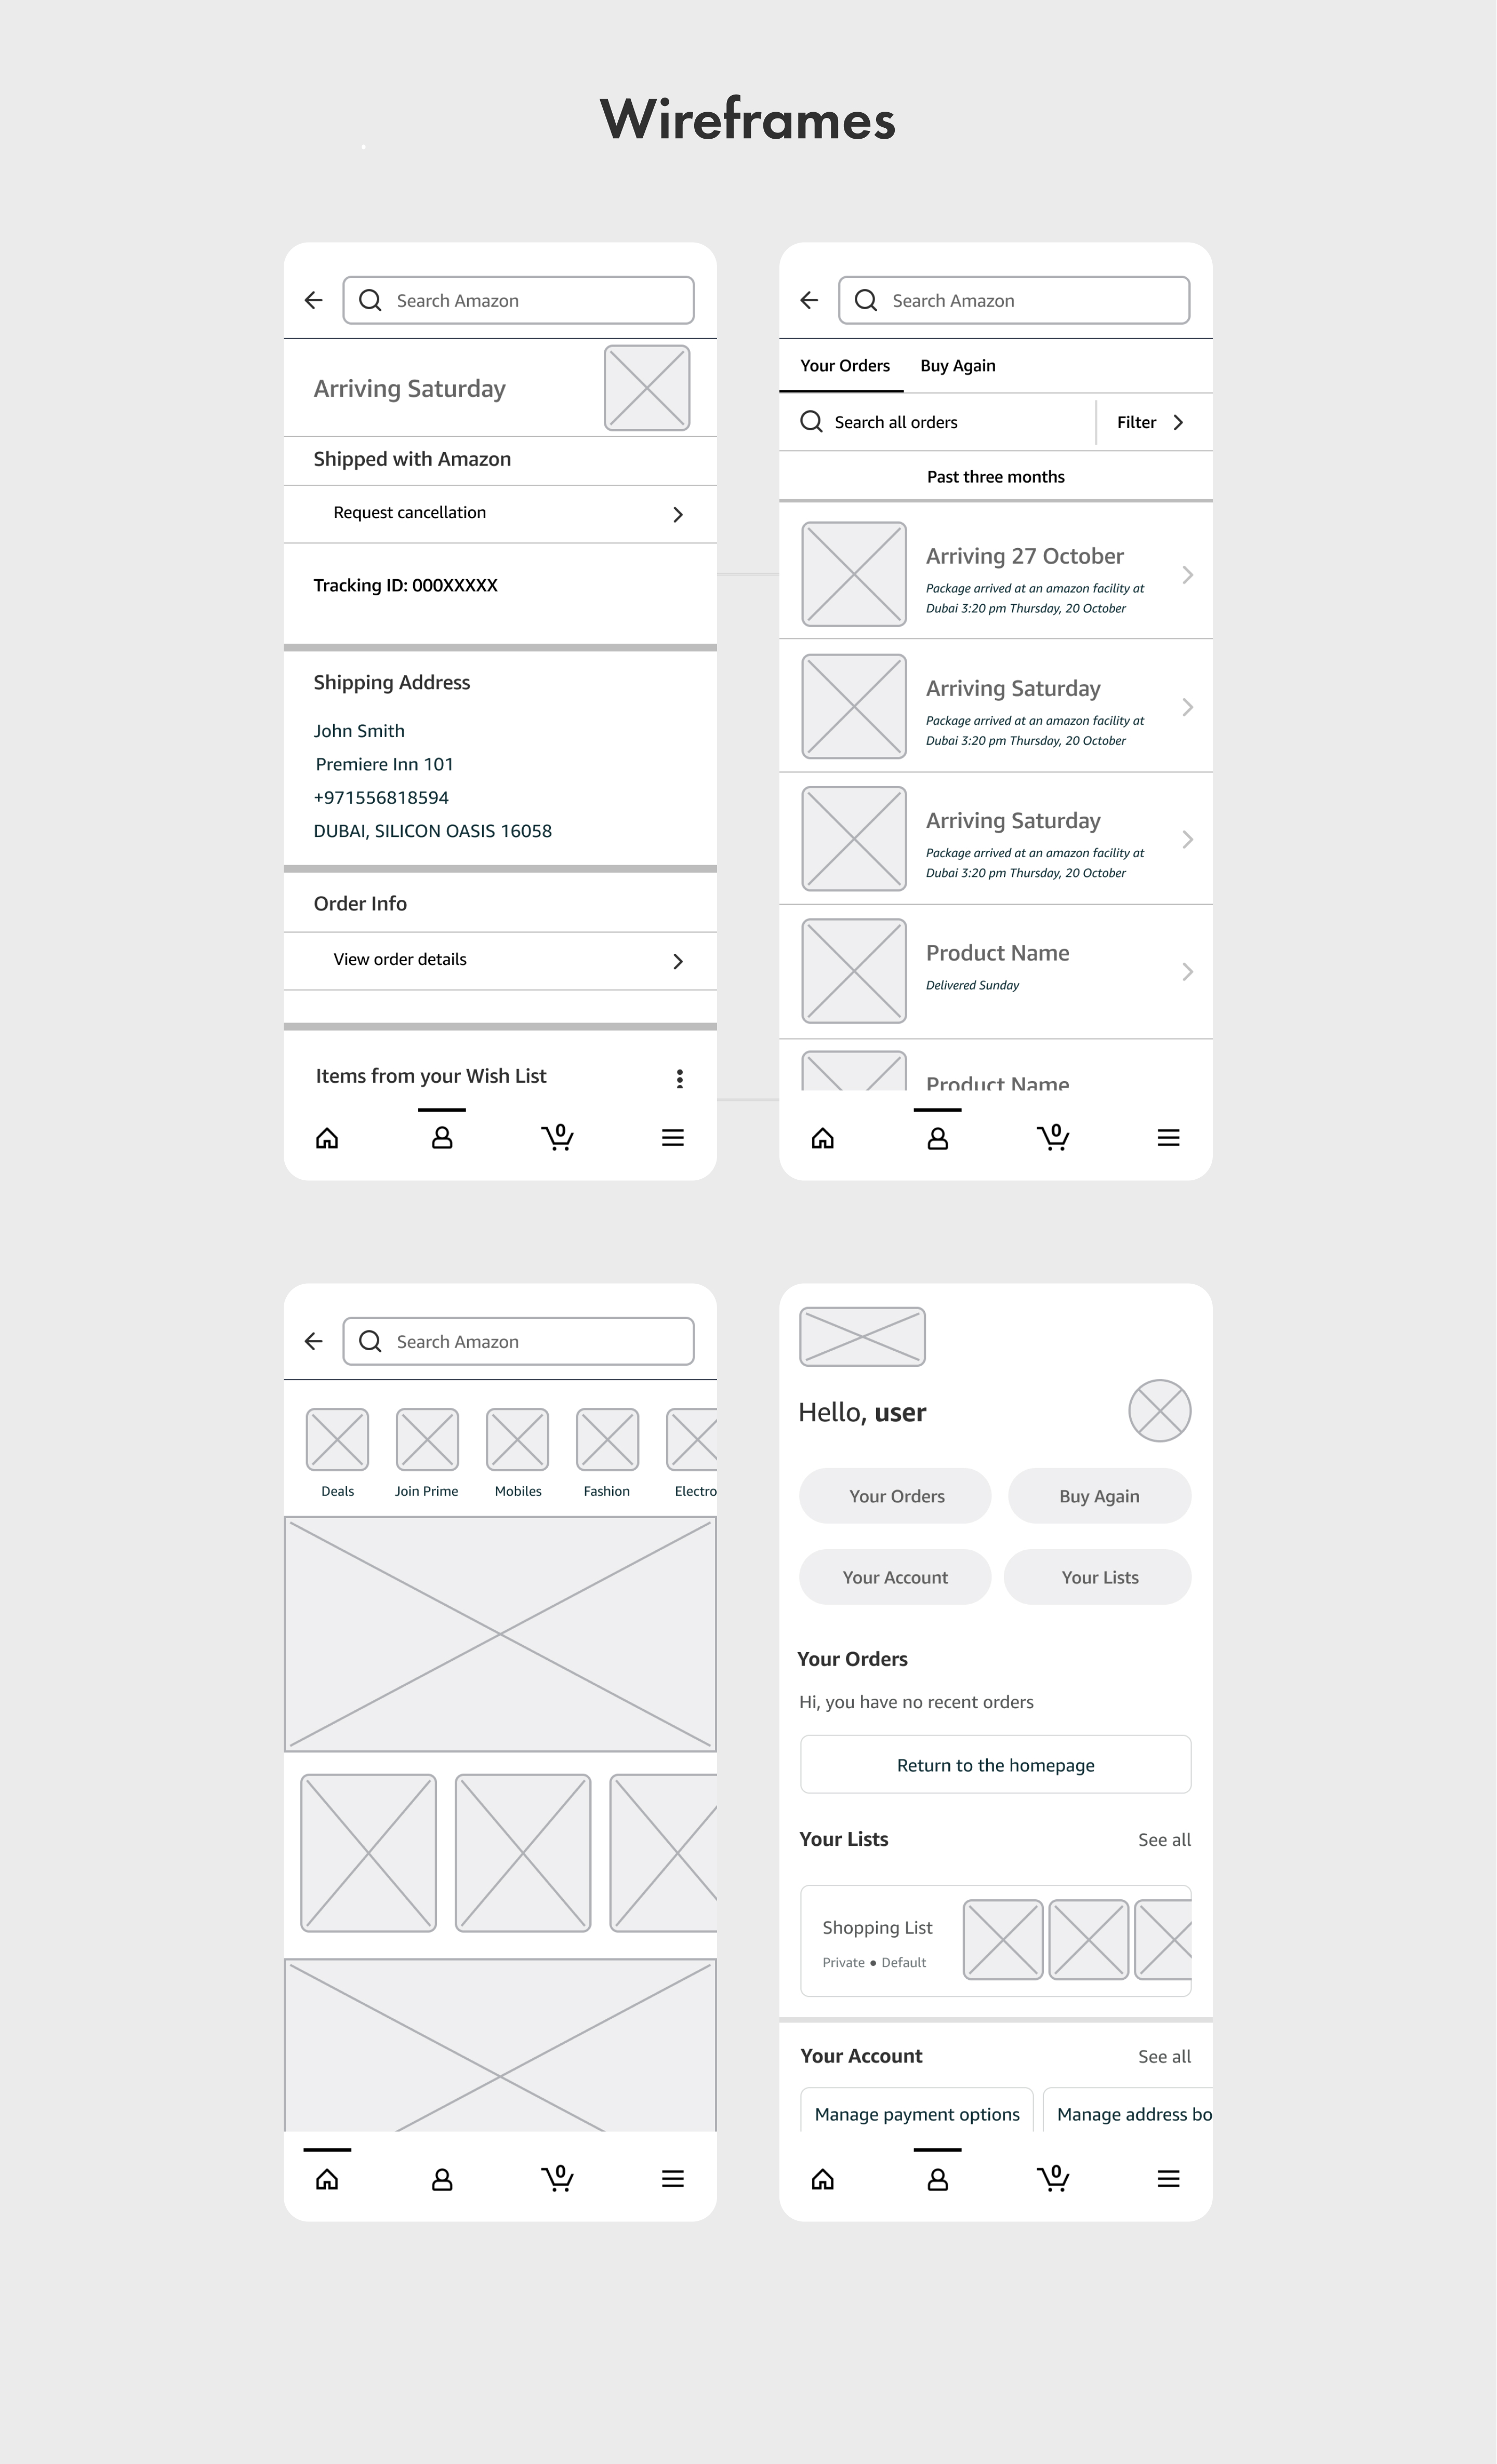 Wireframes
Search Amazon
Arriving Saturday
Shipped with Amazon
Request cancellation
Tracking ID: 000XXXXX
Shipping Address
John Smith
Premiere Inn 101
+971556818594
DUBAI, SILICON OASIS 16058
Order Info
View order details
Items from your Wish List
0
Search Amazon
Your Orders Buy Again
Search all orders Filter
Past three months
Arriving 27 October
Package arrived at an amazon facility at
Dubai 3:20 pm Thursday, 20 October
Arriving Saturday
Package arrived at an amazon facility at
Dubai 3:20 pm Thursday, 20 October
Arriving Saturday
Package arrived at an amazon facility at
Dubai 3:20 pm Thursday, 20 October
Product Name
Delivered Sunday
Product Name
0
Search Amazon
Deals Join Prime Mobiles Fashion Electro
0
Hello, user
Your Orders Buy Again
Your Account Your Lists
Your Orders
Hi, you have no recent orders
Return to the homepage
Your Lists See all
Shopping List
Private • Default
Your Account See all
Manage payment options Manage address bo
0